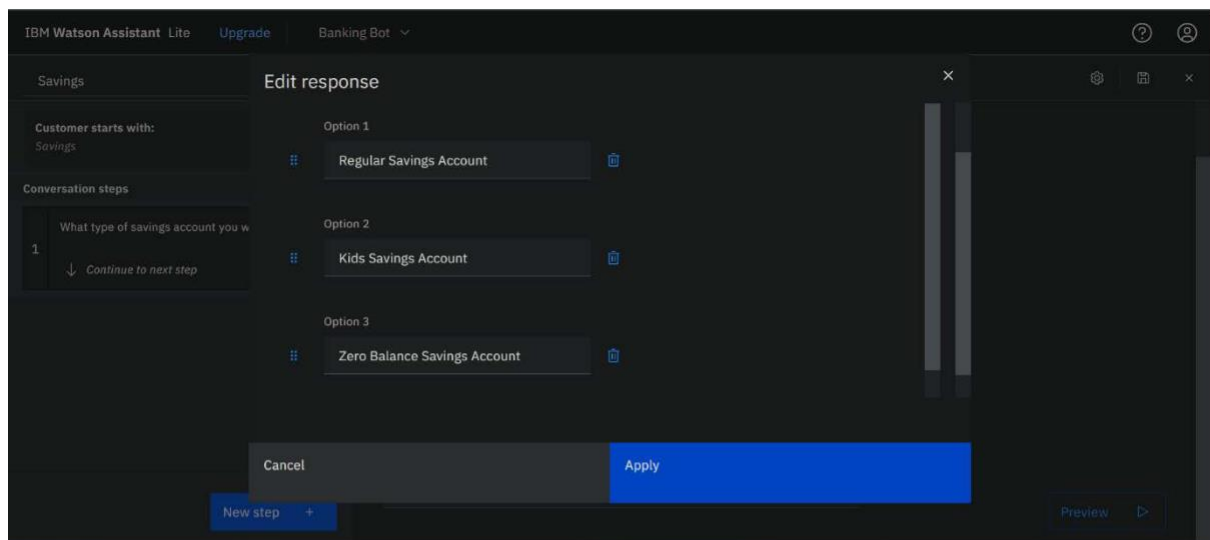 IBM Watson Assistant Lite Upgrade Banking Bot
Savings
Customer starts with:
Savings
Conversation steps
1
What type of savings account you w
Continue to next step
New step +
Edit response
Option 1
Regular Savings Account
Option 2
Kids Savings Account
Option 3
Zero Balance Savings Account
Cancel
Apply
Preview